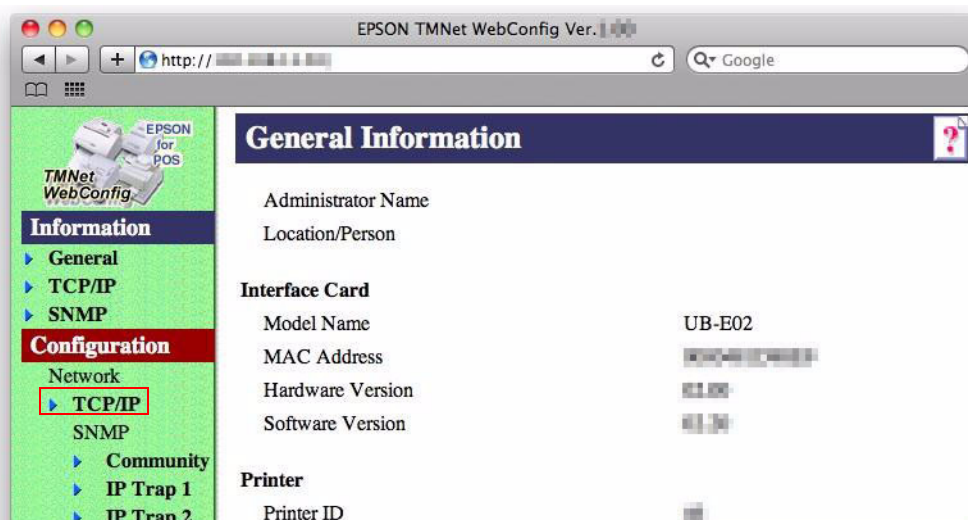 EPSON TMNet WebConfig Ver.
http://
Google
EPSON
for
POS
TMNet
WebConfig
Information
General
TCP/IP
SNMP
Configuration
Network
TCP/IP
SNMP
Community
IP Trap 1
IP Trap 2
General Information
?
Administrator Name
Location/Person
Interface Card
Model Name UB-E02
MAC Address
Hardware Version
Software Version
Printer
Printer ID